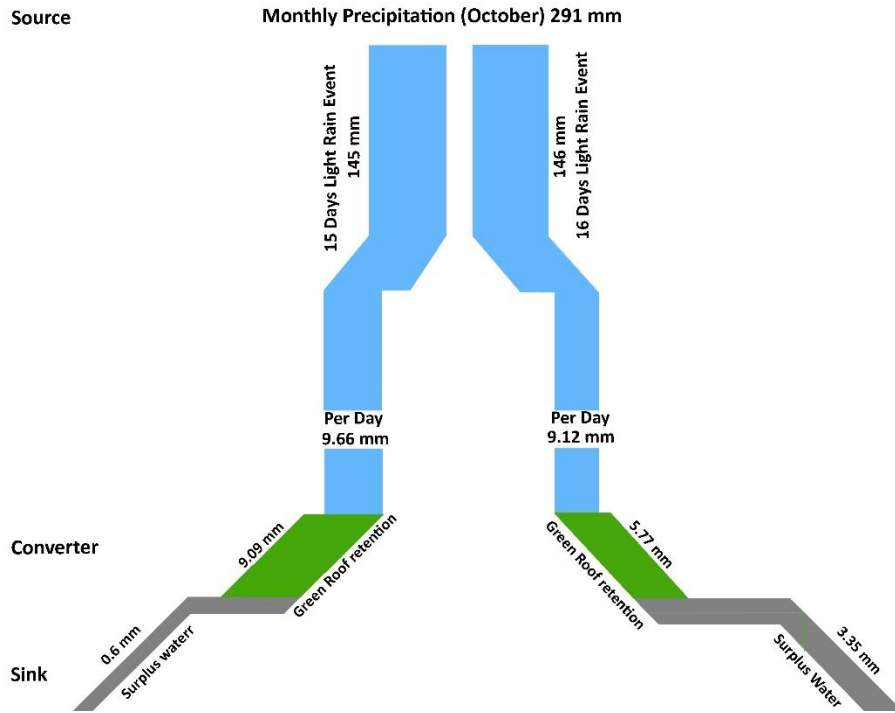 Source
Monthly Precipitation (October) 291 mm
15 Days Light Rain Event
145 mm
146 mm
16 Days Light Rain Event
Per Day
9.66 mm
Per Day
9.12 mm
Converter
9.09 mm
Green Roof retention
Green Roof retention
5.77 mm
Sink
0.6 mm
Surplus waterr
Surplus Water
3.35 mm